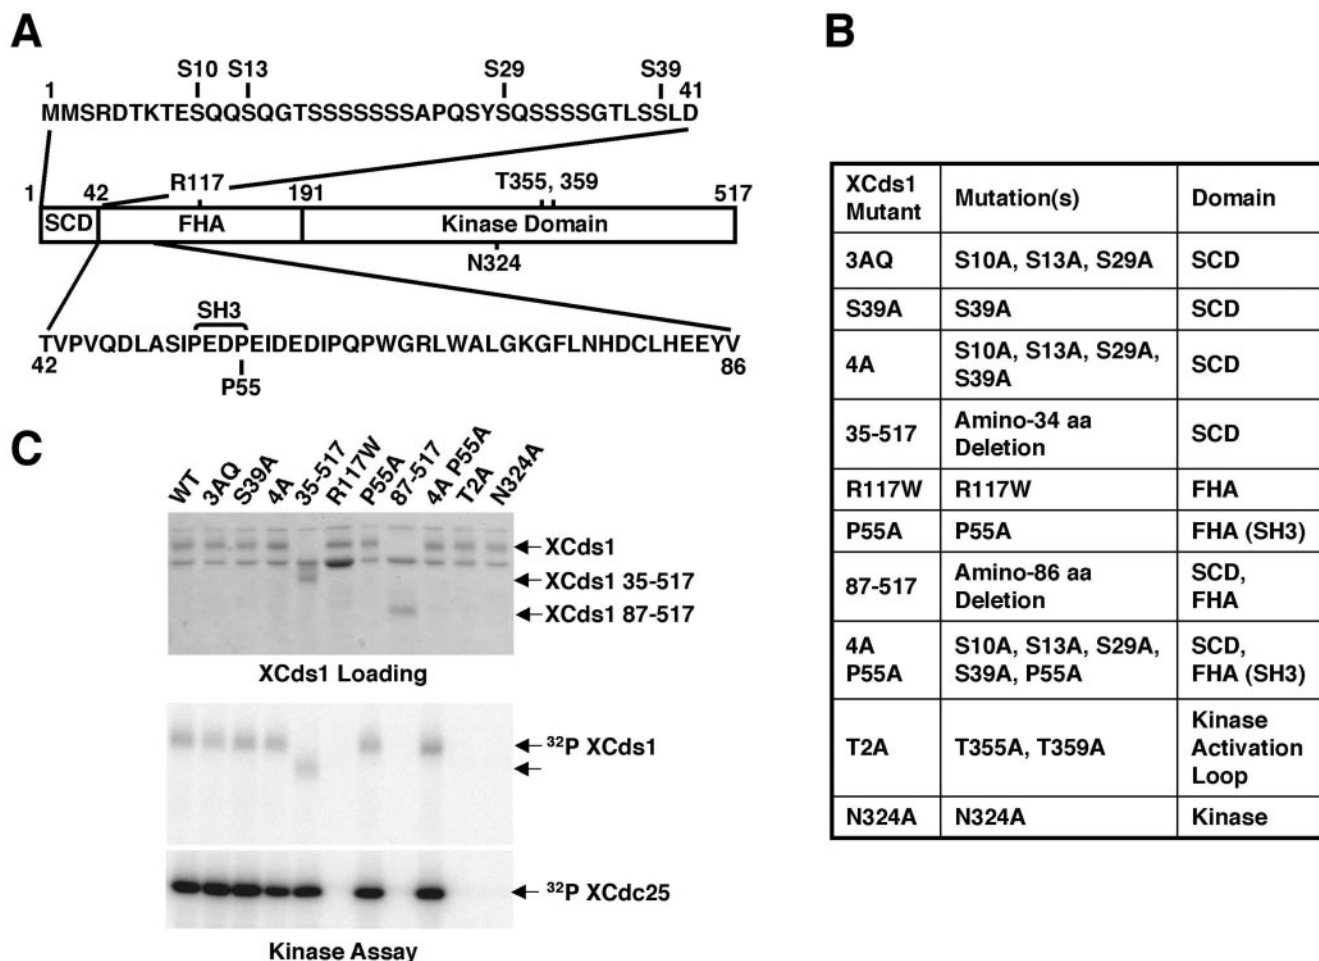 A
S10 S13 S29 S39
1 41
MMSRDTKTESQQSQGTSSSSSSSAPQSYSQSSSSGTLSSLD
1 42 R117 191 T355, 359 517
SCD FHA Kinase Domain
N324
SH3
TVPVQDLASIPEDPEIDEDIPQPWGRLWALGKGFLNHDCLHEEYV
42 P55 86
B
XCds1 Mutant Mutation(s) Domain
3AQ S10A, S13A, S29A SCD
S39A S39A SCD
4A S10A, S13A, S29A, S39A SCD
35-517 Amino-34 aa Deletion SCD
R117W R117W FHA
P55A P55A FHA (SH3)
87-517 Amino-86 aa Deletion SCD, FHA
4A P55A S10A, S13A, S29A, S39A, P55A SCD, FHA (SH3)
T2A T355A, T359A Kinase Activation Loop
N324A N324A Kinase
C
WT 3AQ S39A 4A 35-517 R117W P55A 87-517 4A P55A T2A N324A
XCds1
XCds1 35-517
XCds1 87-517
XCds1 Loading
³²P XCds1
³²P XCdc25
Kinase Assay